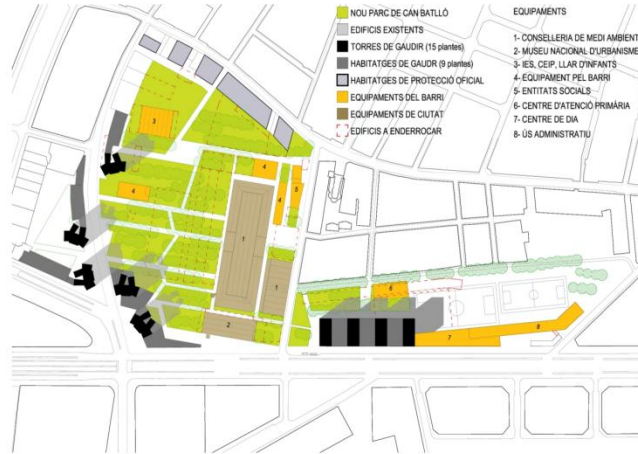 NOU PARC DE CAN BATLLÓ
EDIFICIS EXISTENTS
TORRES DE GAUDIR (15 plantes)
HABITATGES DE GAUDR (9 plantes)
HABITATGES DE PROTECCIÓ OFICIAL
EQUIPAMENTS DEL BARRI
EQUIPAMENTS DE CIUTAT
EDIFICIS A ENDERROCAR
EQUIPAMENTS
1- CONSELLERIA DE MEDI AMBIENT
2- MUSEU NACIONAL D'URBANISME
3- IES, CEIP, LLAR D'INFANTS
4- EQUIPAMENT PEL BARRI
5- ENTITATS SOCIALS
6- CENTRE D'ATENCIÓ PRIMÀRIA
7- CENTRE DE DIA
8- ÚS ADMINISTRATIU
3
4
4
4
5
1
1
2
6
7
8